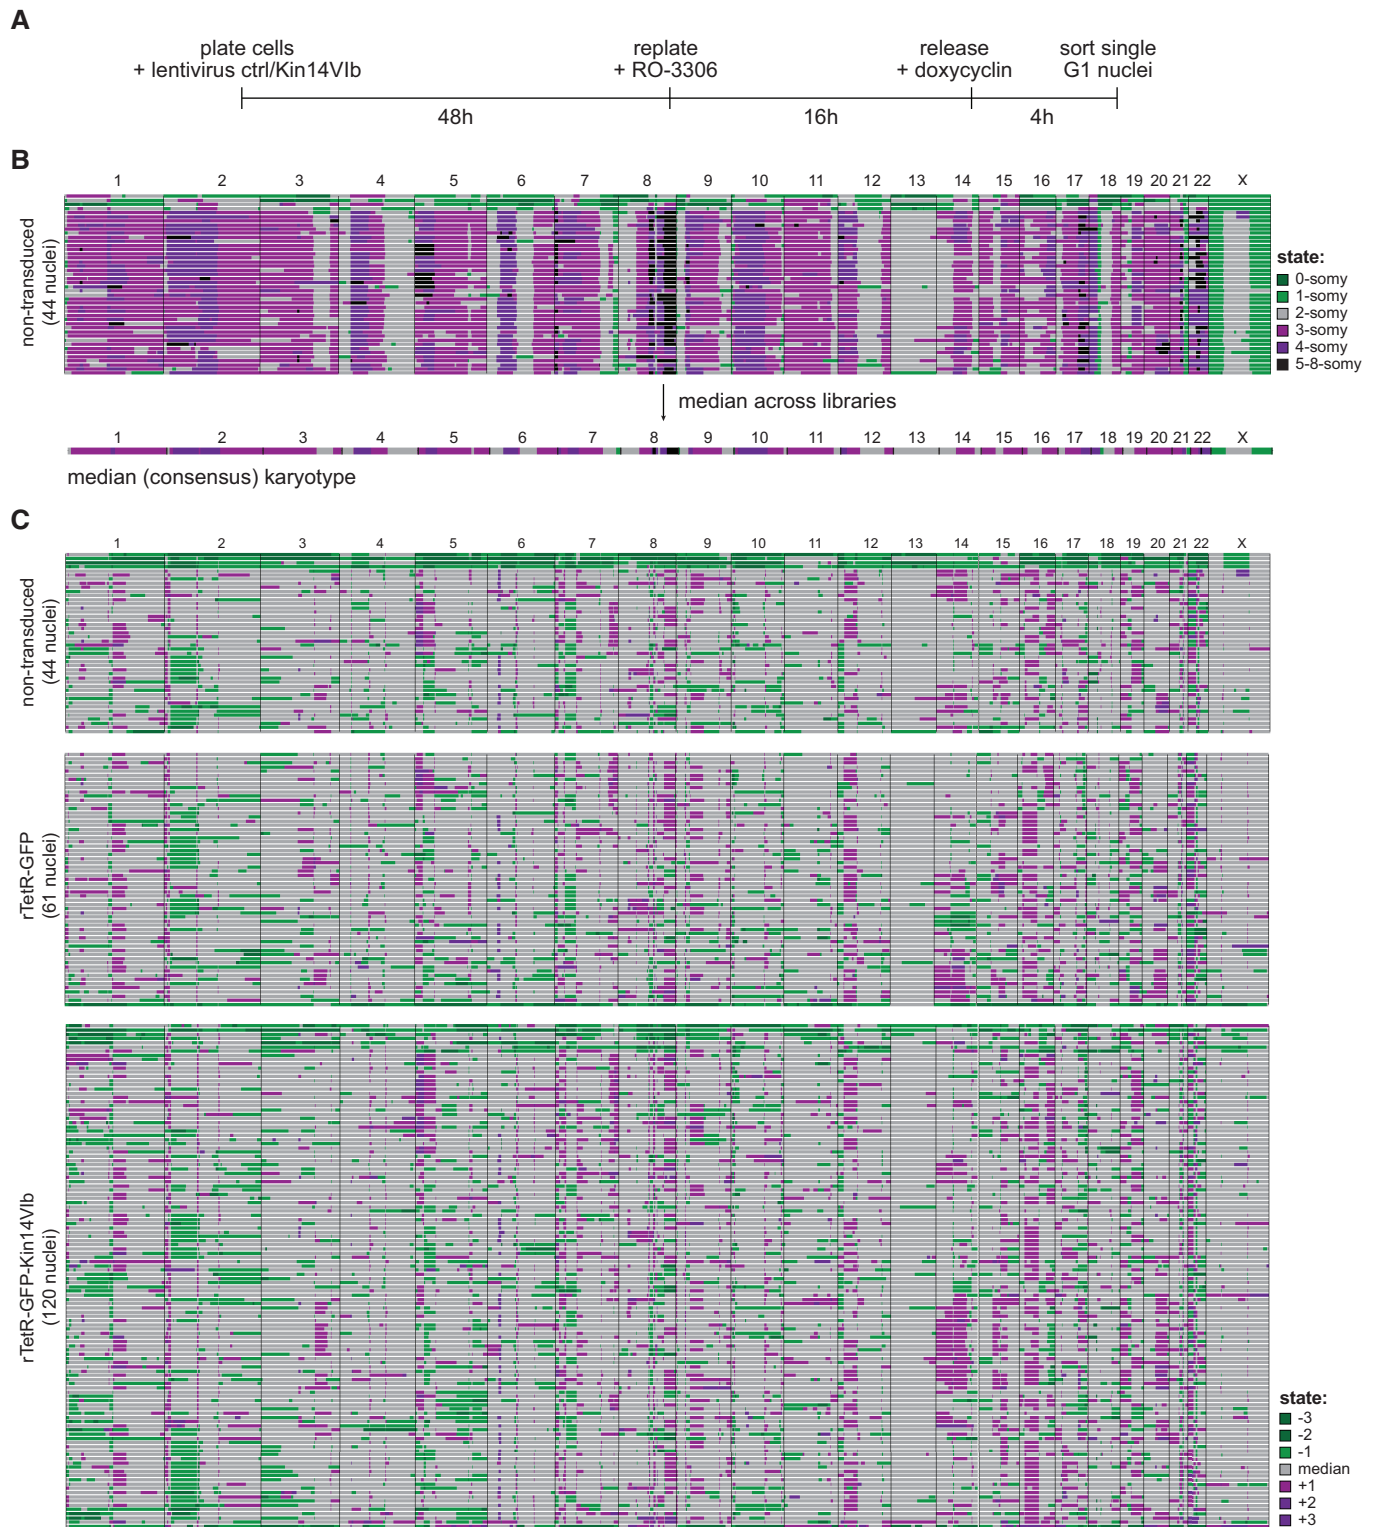 A
plate cells
+ lentivirus ctrl/Kin14VIb
replate
+ RO-3306
release
+ doxycyclin
sort single
G1 nuclei
48h
16h
4h
B
1 2 3 4 5 6 7 8 9 10 11 12 13 14 15 16 17 18 19 20 21 22 X
non-transduced
(44 nuclei)
state:
0-somy
1-somy
2-somy
3-somy
4-somy
5-8-somy
median across libraries
1 2 3 4 5 6 7 8 9 10 11 12 13 14 15 16 17 18 19 20 21 22 X
median (consensus) karyotype
C
1 2 3 4 5 6 7 8 9 10 11 12 13 14 15 16 17 18 19 20 21 22 X
non-transduced
(44 nuclei)
rTetR-GFP
(61 nuclei)
rTetR-GFP-Kin14VIb
(120 nuclei)
state:
-3
-2
-1
median
+1
+2
+3